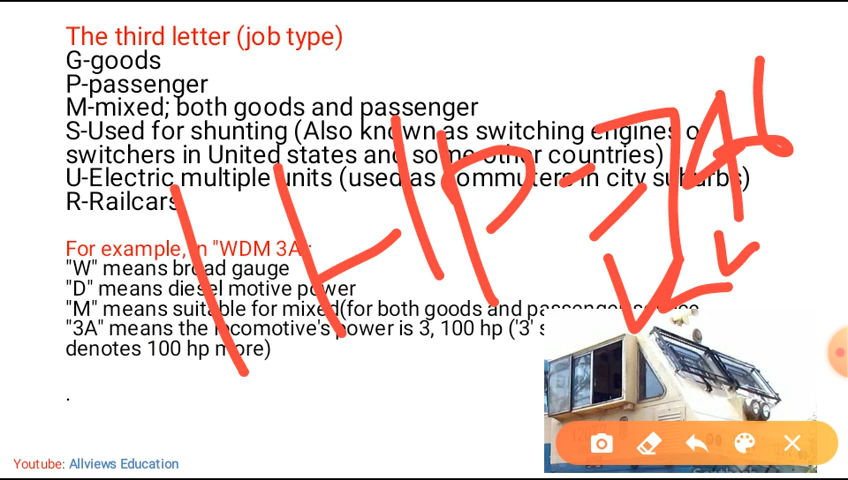 The third letter (job type)
G-goods
P-passenger
M-mixed; both goods and passenger
S-Used for shunting (Also known as switching engines o
switchers in United states and some other countries)
U-Electric multiple units (used as commuters in city suburbs)
R-Railcars
For example, in "WDM 3A":
"W" means broad gauge
"D" means diesel motive power
"M" means suitable for mixed(for both goods and passenger service
"3A" means the locomotive's power is 3, 100 hp ('3' s
denotes 100 hp more)
.
1 HP = 746
Youtube: Allviews Education